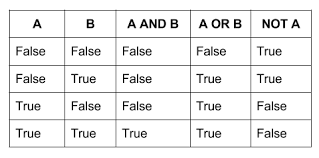 A B A AND B A OR B NOT A
False False False False True
False True False True True
True False False True False
True True True True False